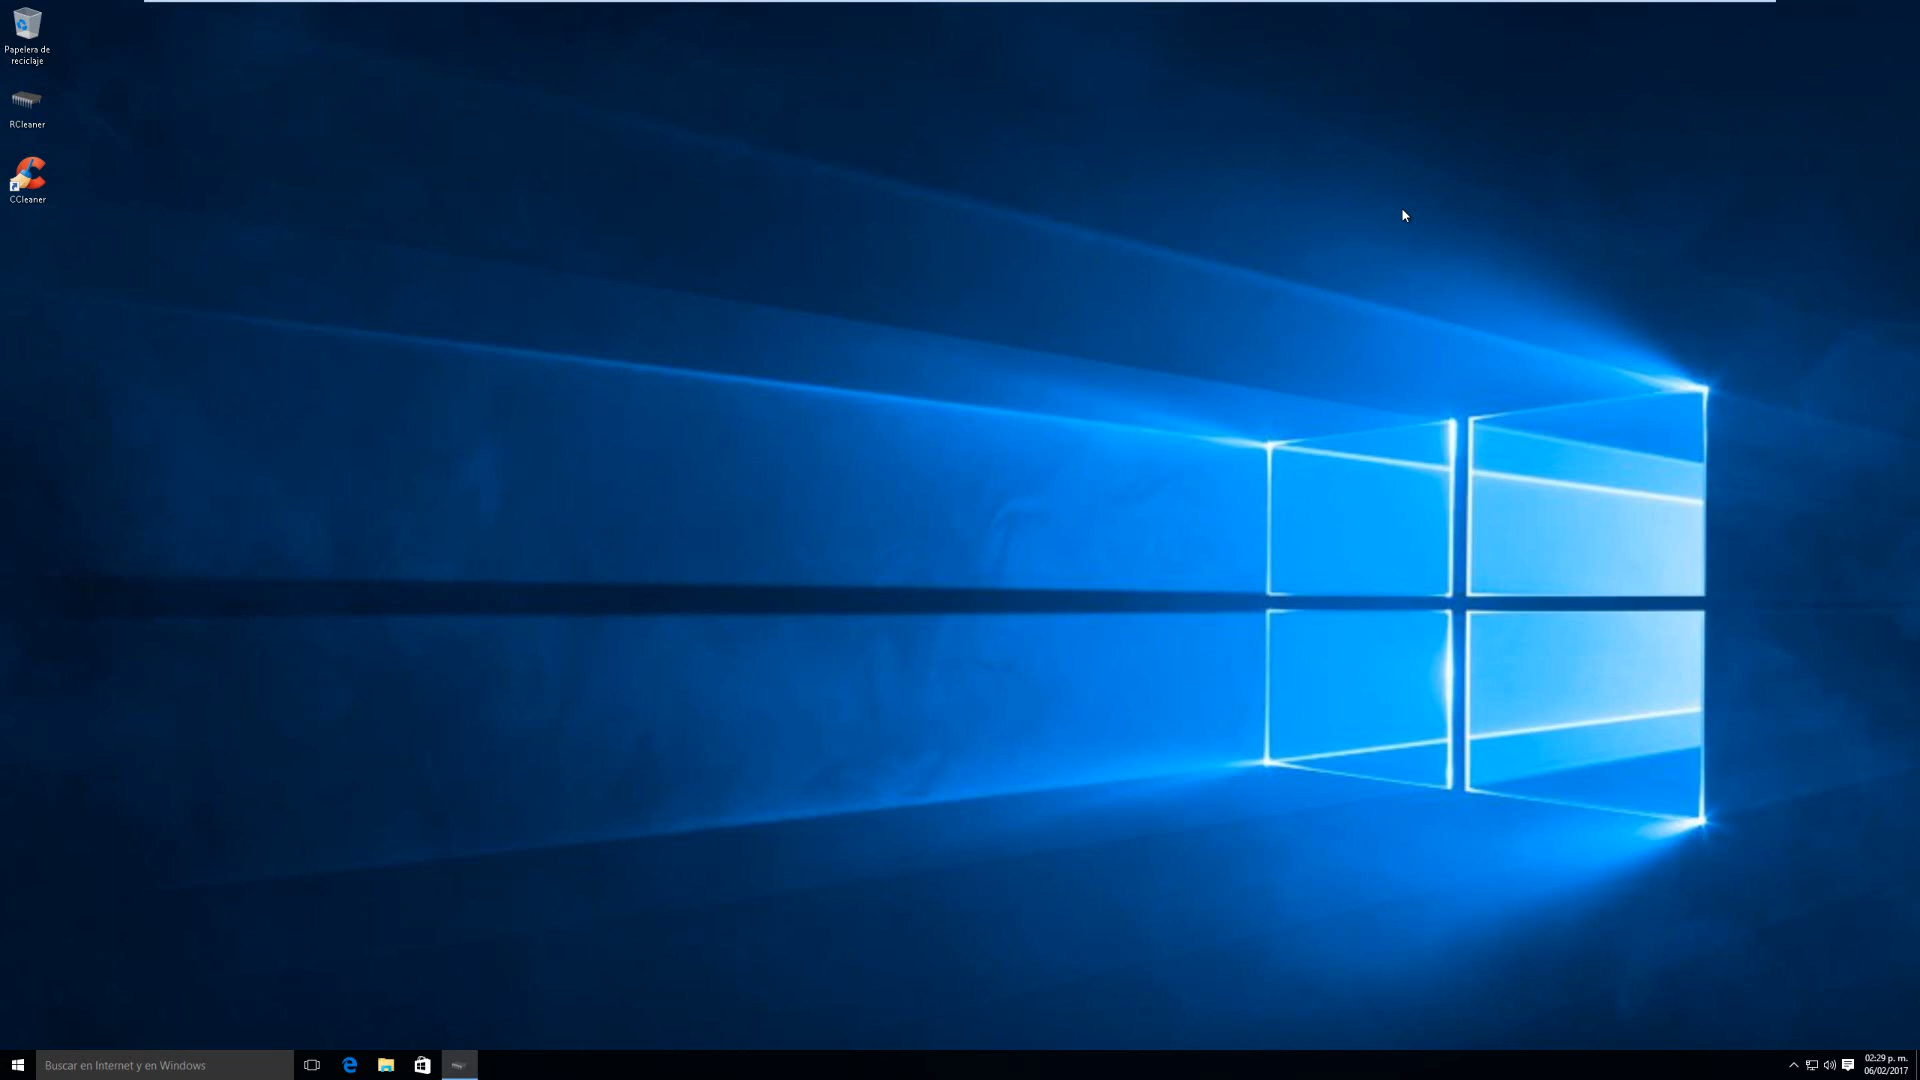 Papelera de
reciclaje
RCleaner
CCleaner
Buscar en Internet y en Windows
02:29 p. m.
06/02/2017